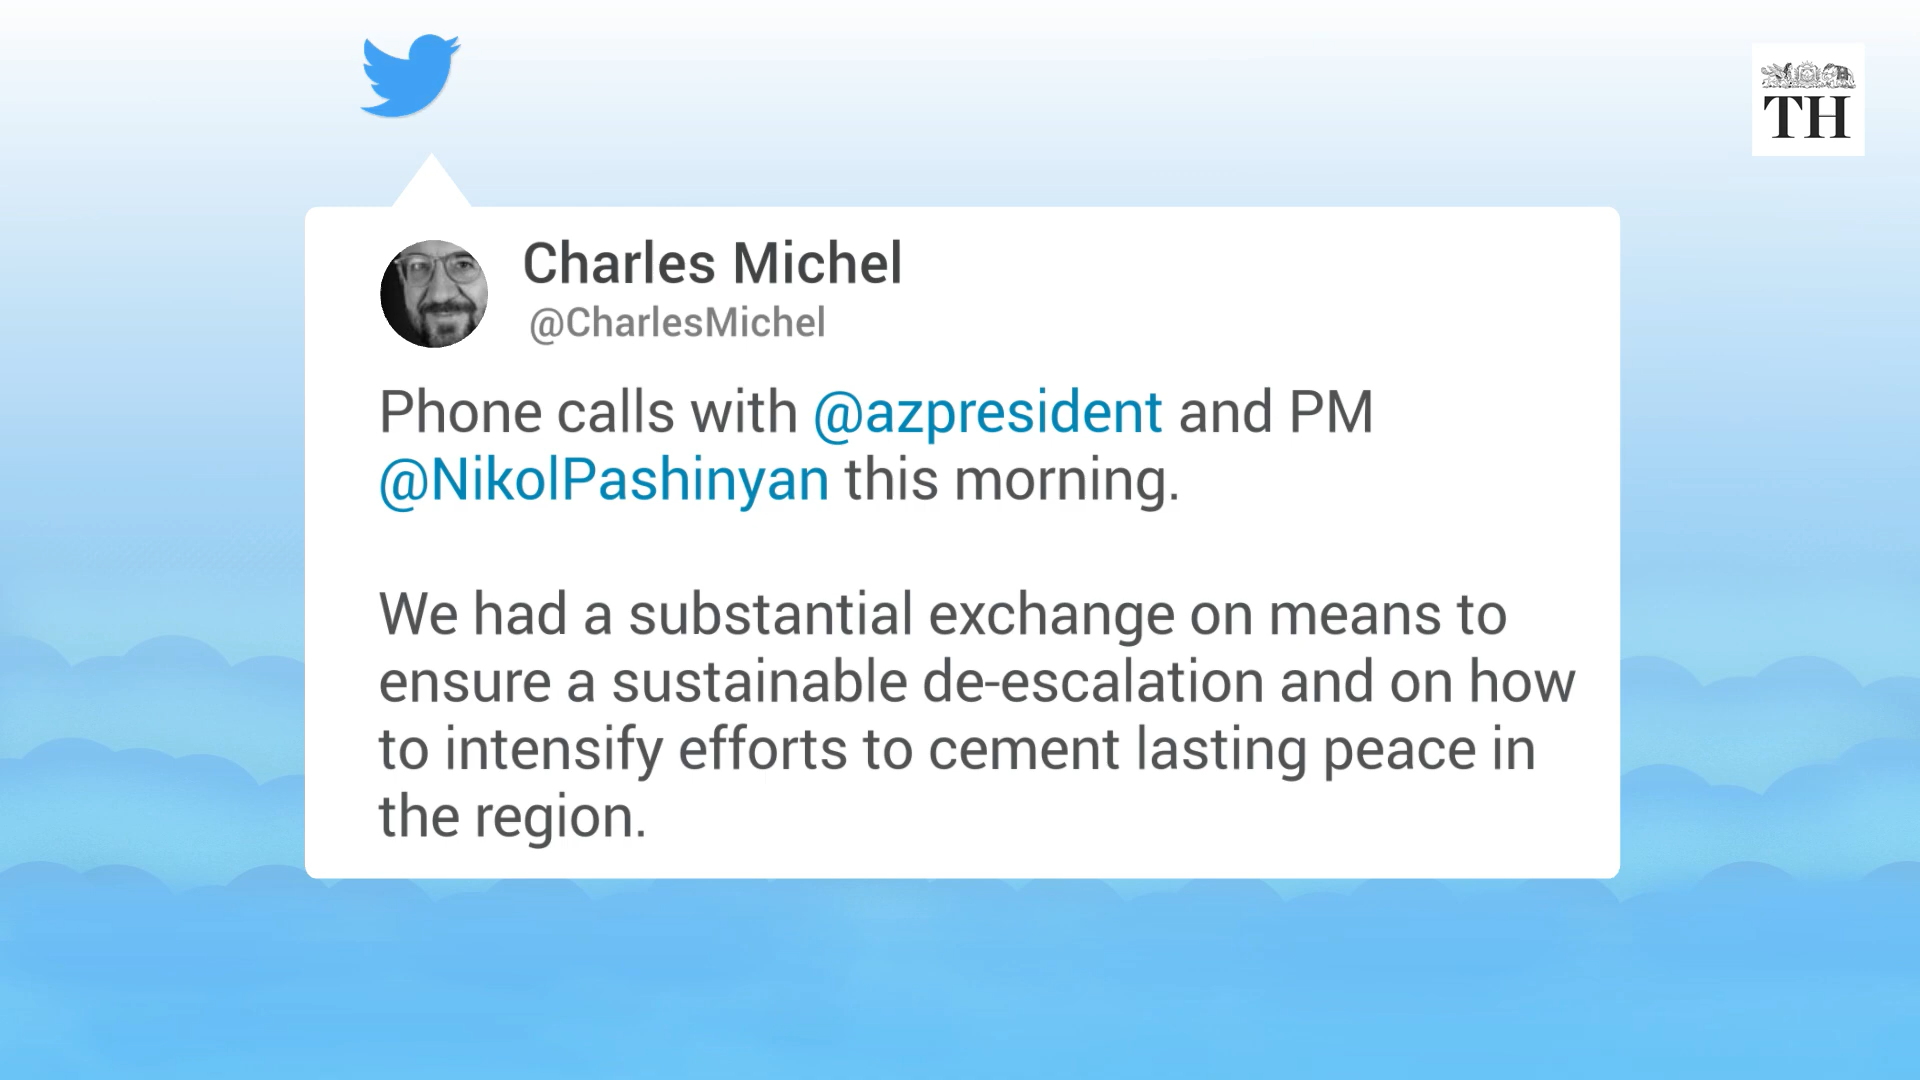 TH
Charles Michel
@CharlesMichel
Phone calls with @azpresident and PM
@NikolPashinyan this morning.
We had a substantial exchange on means to
ensure a sustainable de-escalation and on how
to intensify efforts to cement lasting peace in
the region.